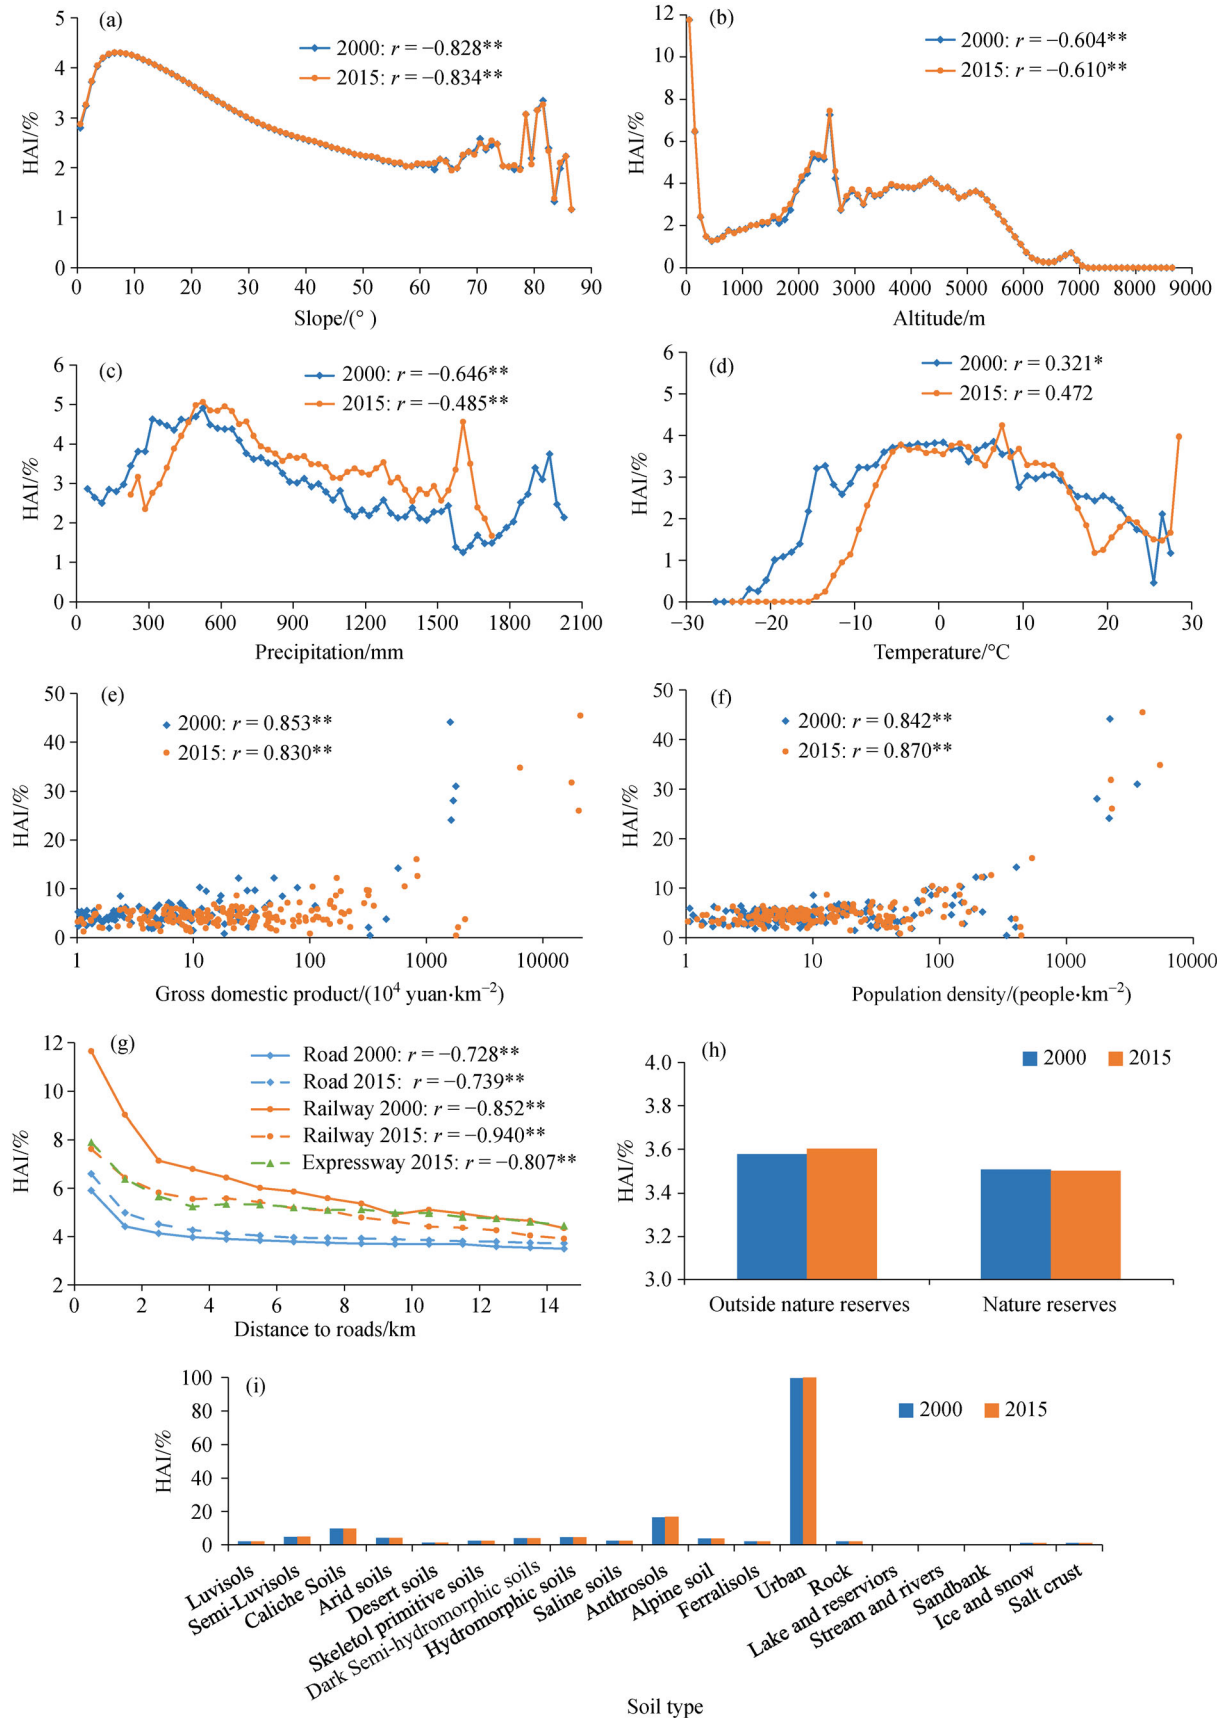 (a)
2000: r = −0.828**
2015: r = −0.834**
HAI/%
5
4
3
2
1
0
0 10 20 30 40 50 60 70 80 90
Slope/(° )
(b)
2000: r = −0.604**
2015: r = −0.610**
HAI/%
12
10
8
6
4
2
0
0 1000 2000 3000 4000 5000 6000 7000 8000 9000
Altitude/m
(c)
2000: r = −0.646**
2015: r = −0.485**
HAI/%
6
5
4
3
2
1
0
0 300 600 900 1200 1500 1800 2100
Precipitation/mm
(d)
2000: r = 0.321*
2015: r = 0.472
HAI/%
6
5
4
3
2
1
0
−30 −20 −10 0 10 20 30
Temperature/°C
(e)
2000: r = 0.853**
2015: r = 0.830**
HAI/%
50
40
30
20
10
0
1 10 100 1000 10000
Gross domestic product/(10⁴ yuan·km⁻²)
(f)
2000: r = 0.842**
2015: r = 0.870**
HAI/%
50
40
30
20
10
0
1 10 100 1000 10000
Population density/(people·km⁻²)
(g)
Road 2000: r = −0.728**
Road 2015: r = −0.739**
Railway 2000: r = −0.852**
Railway 2015: r = −0.940**
Expressway 2015: r = −0.807**
HAI/%
12
10
8
6
4
2
0 2 4 6 8 10 12 14
Distance to roads/km
(h)
2000 2015
HAI/%
4.0
3.8
3.6
3.4
3.2
3.0
Outside nature reserves Nature reserves
(i)
2000 2015
HAI/%
100
80
60
40
20
0
Luvisols
Semi-Luvisols
Caliche Soils
Arid soils
Desert soils
Skeletol primitive soils
Dark Semi-hydromorphic soils
Hydromorphic soils
Saline soils
Anthrosols
Alpine soil
Ferralisols
Urban
Rock
Lake and reserviors
Stream and rivers
Sandbank
Ice and snow
Salt crust
Soil type